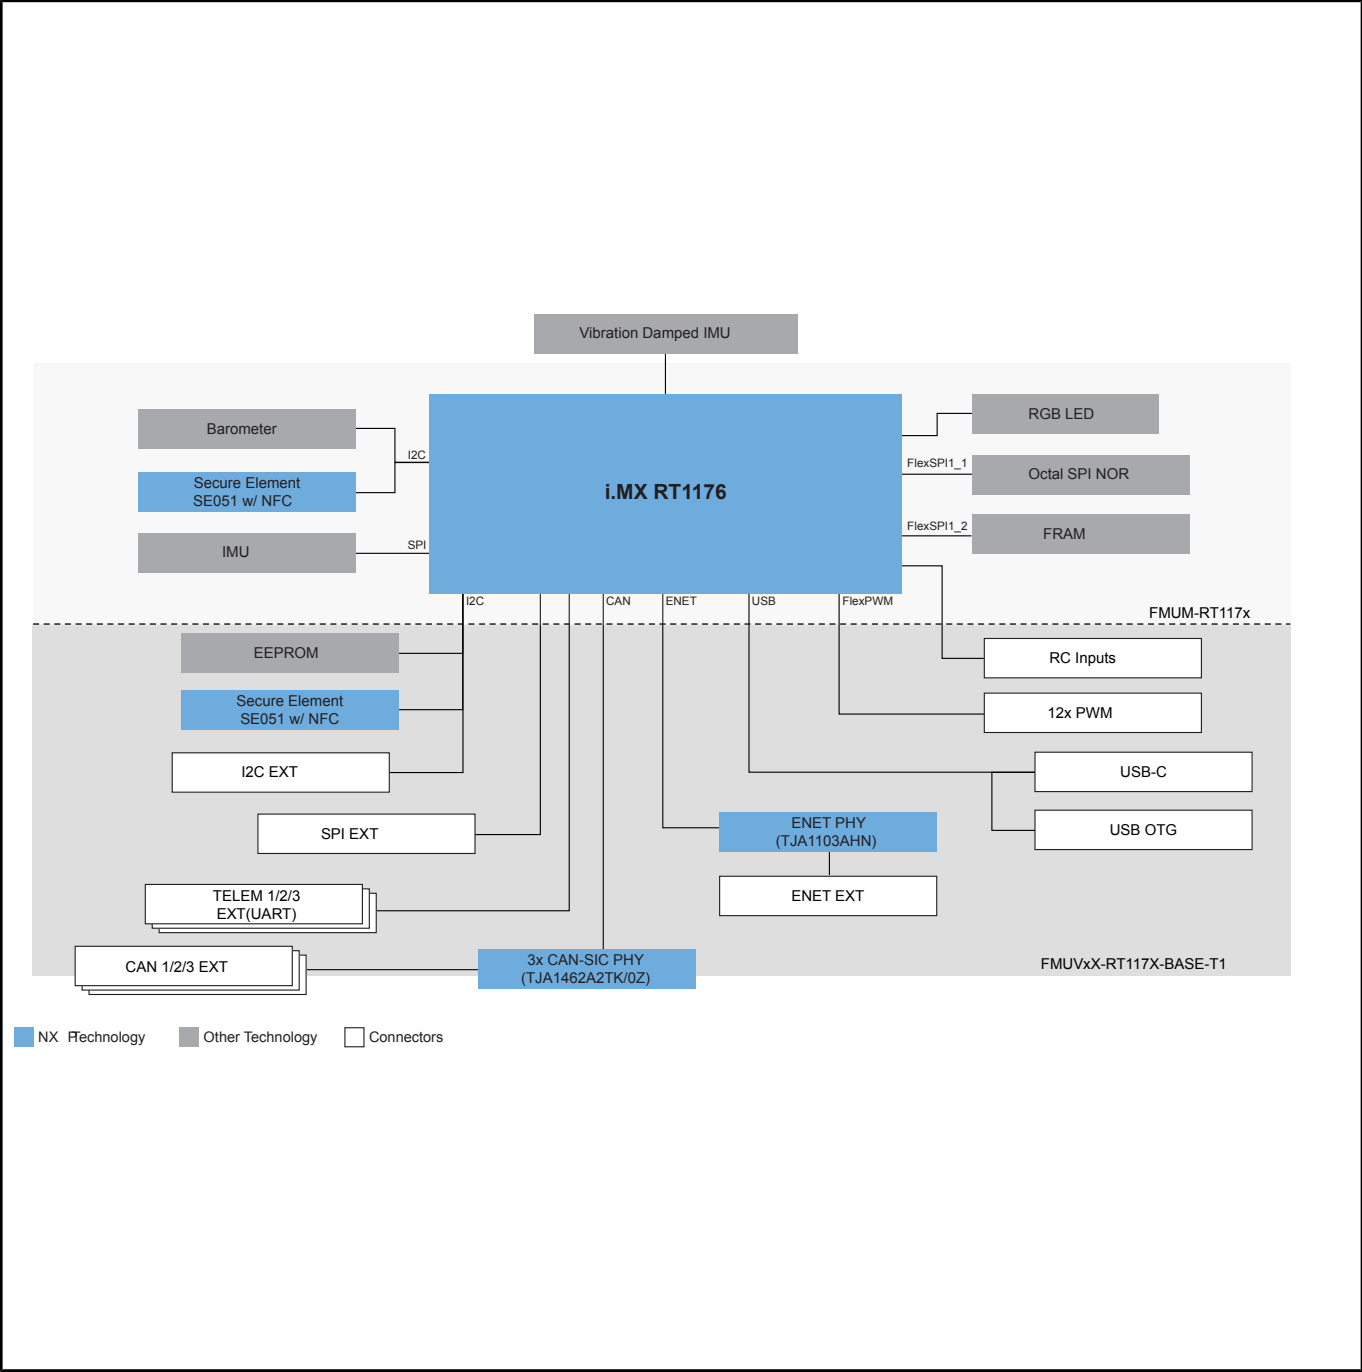 Vibration Damped IMU
Barometer
I2C
Secure Element
SE051 w/ NFC
IMU
SPI
i.MX RT1176
RGB LED
FlexSPI1_1
Octal SPI NOR
FlexSPI1_2
FRAM
I2C
CAN
ENET
USB
FlexPWM
FMUM-RT117x
EEPROM
Secure Element
SE051 w/ NFC
I2C EXT
SPI EXT
TELEM 1/2/3
EXT(UART)
CAN 1/2/3 EXT
3x CAN-SIC PHY
(TJA1462A2TK/0Z)
ENET PHY
(TJA1103AHN)
ENET EXT
RC Inputs
12x PWM
USB-C
USB OTG
FMUVxX-RT117X-BASE-T1
NX PTechnology
Other Technology
Connectors